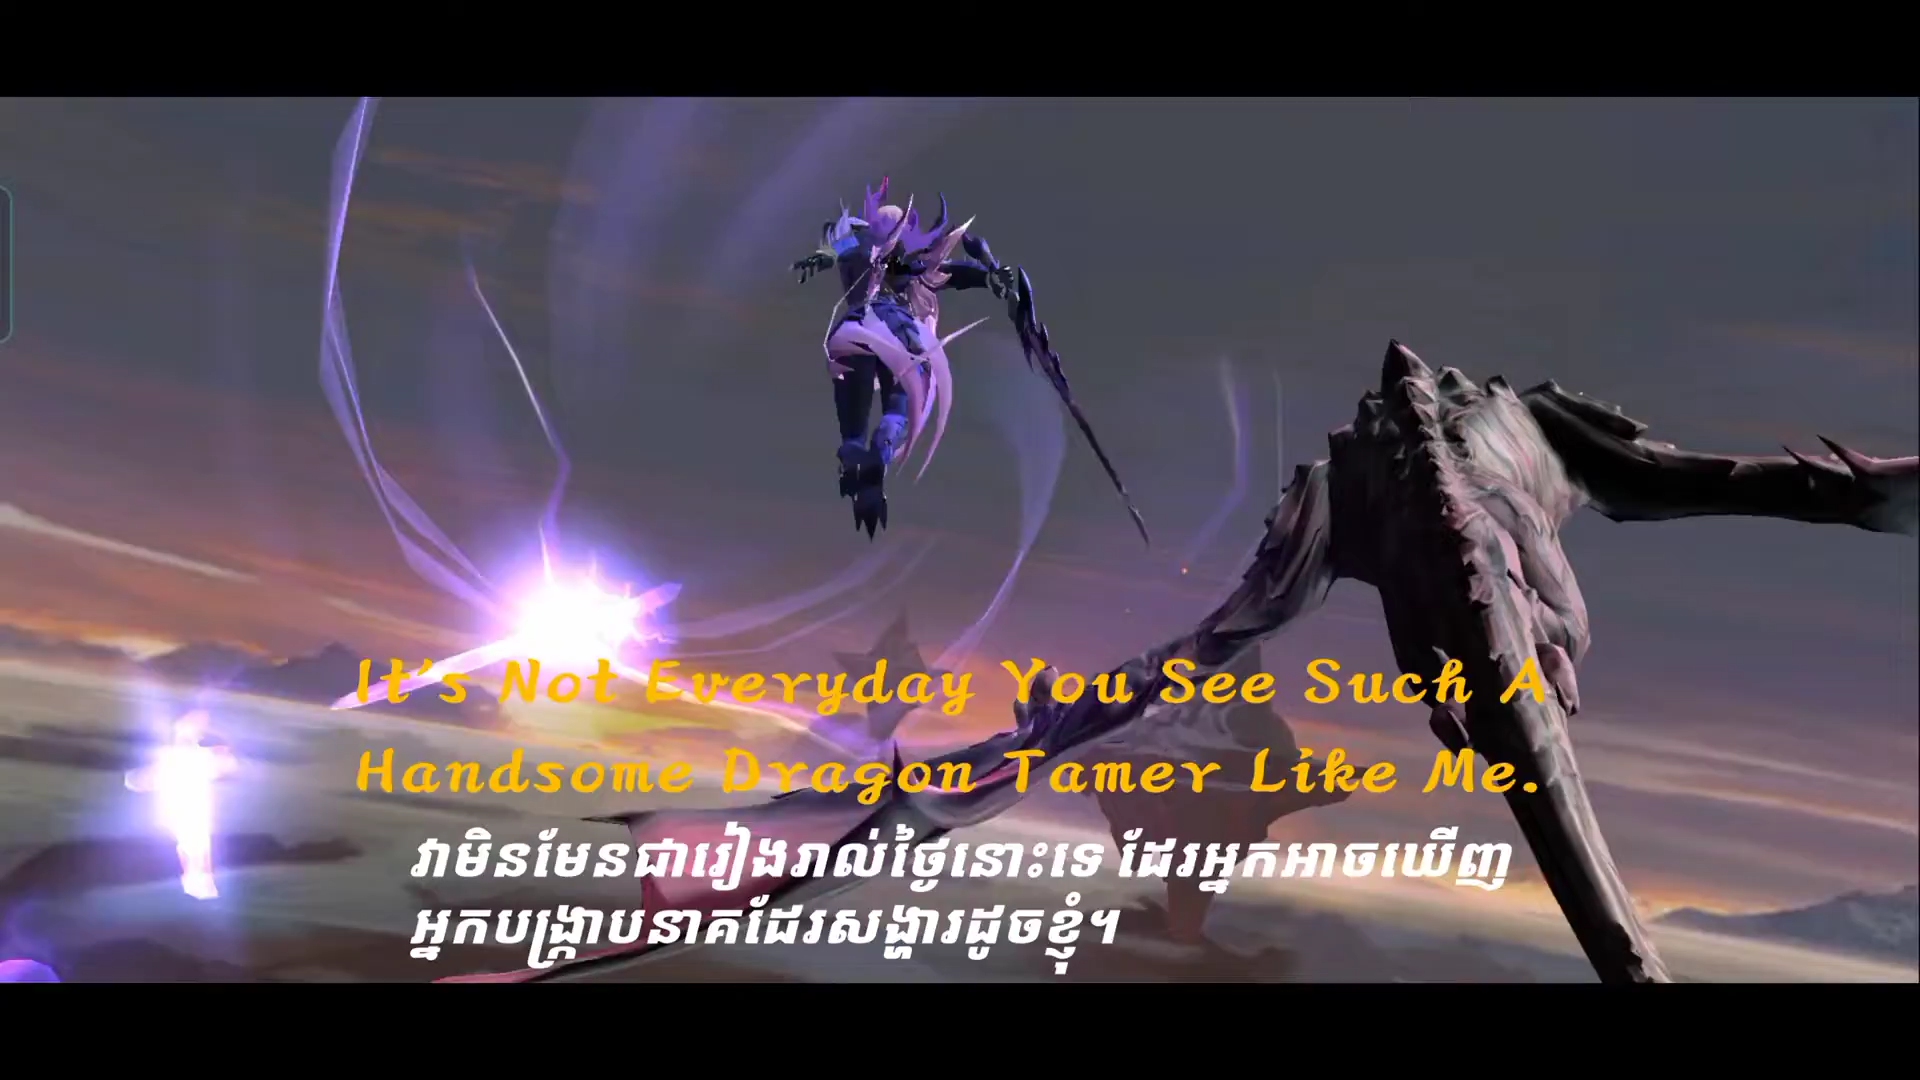 It's Not Everyday You See Such A
Handsome Dragon Tamer Like Me.
វាមិនមែនជារៀងរាល់ថ្ងៃនោះទេ ដែរអ្នកអាចឃើញ
អ្នកបង្ក្រាបនាគដែរសង្ហារដូចខ្ញុំ។